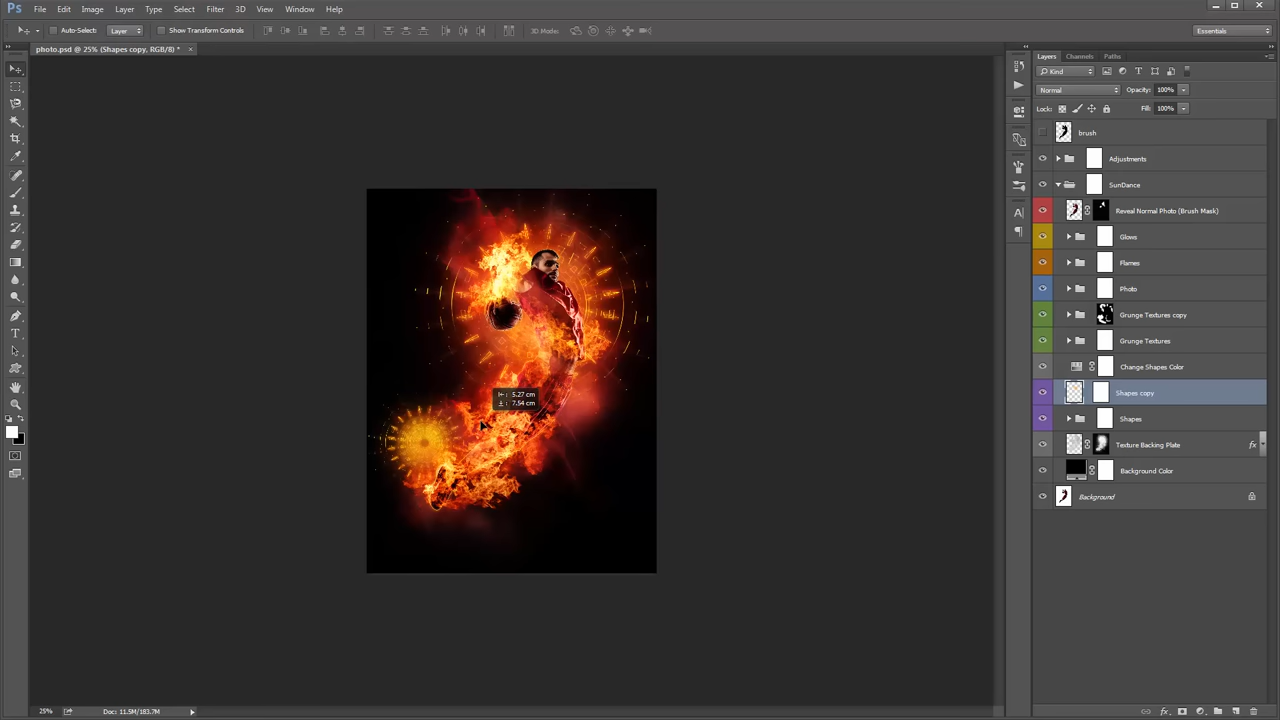 Ps File Edit Image Layer Type Select Filter 3D View Window Help
Auto-Select: Layer Show Transform Controls 3D Mode: Essentials
photo.psd @ 25% (Shapes copy, RGB/8) * ×
Layers Channels Paths
Kind
Normal Opacity: 100%
Lock: Fill: 100%
brush
Adjustments
SunDance
Reveal Normal Photo (Brush Mask)
Glows
Flames
Photo
Grunge Textures copy
Grunge Textures
Change Shapes Color
Shapes copy
Shapes
Texture Backing Plate fx
Background Color
Background
5.27 cm
7.54 cm
25% Doc: 11.5M/183.7M